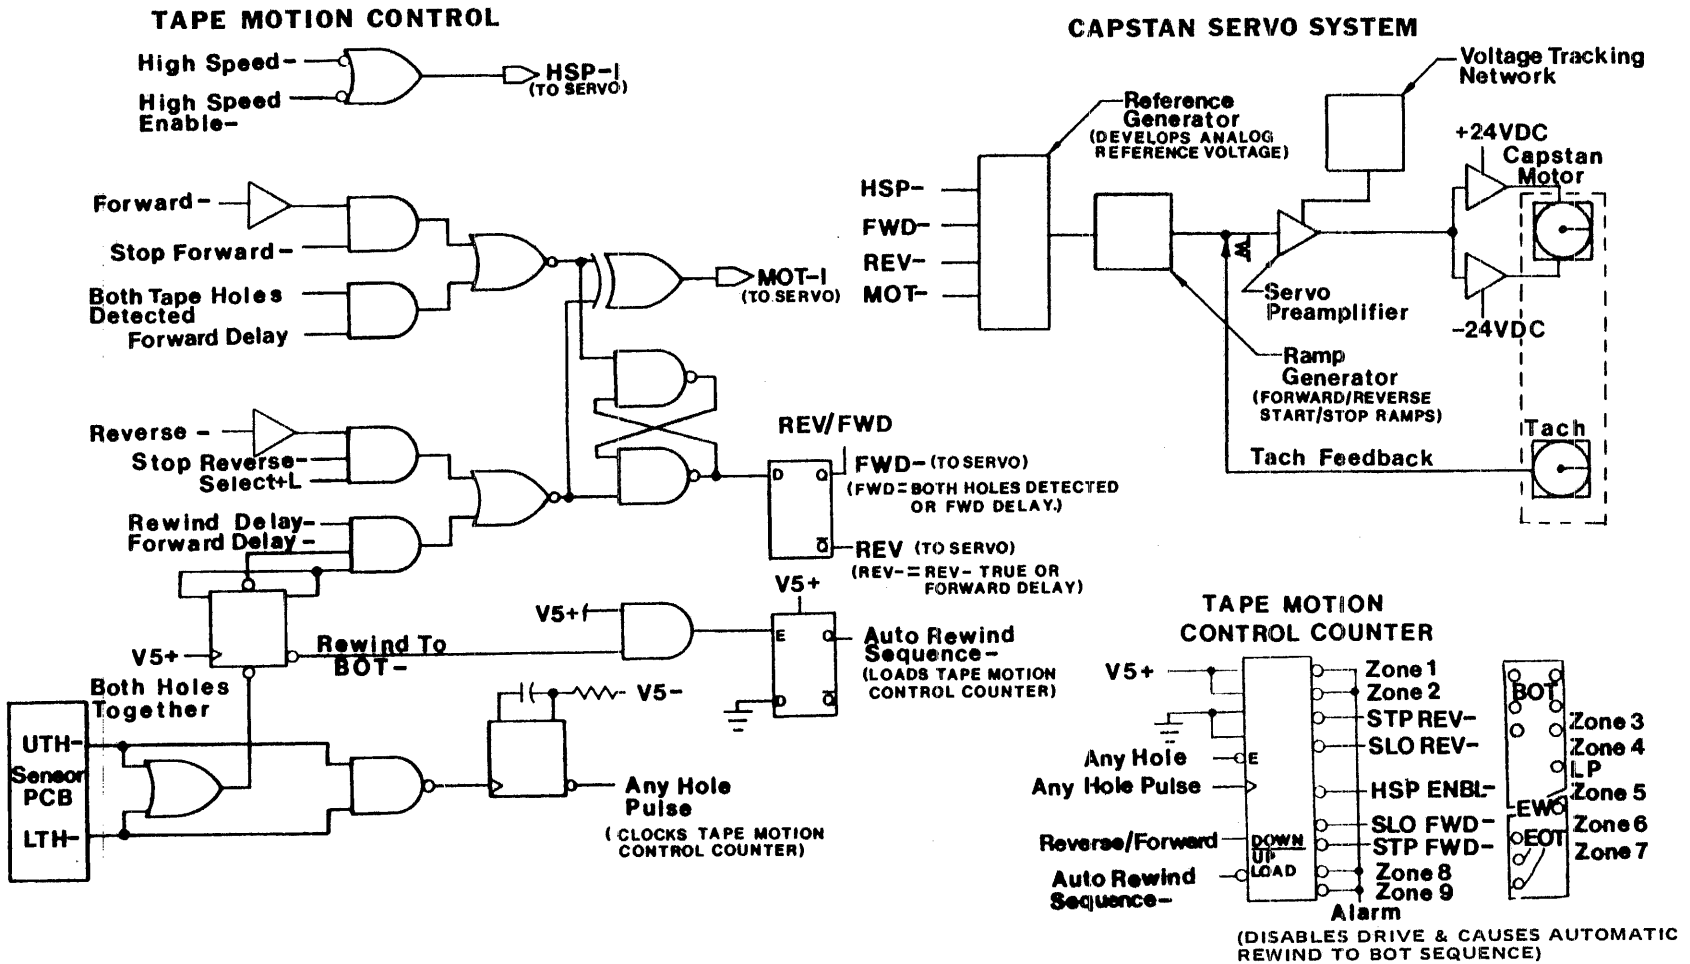 TAPE MOTION CONTROL
High Speed-
High Speed
Enable-
HSP-I
(TO SERVO)
Forward-
Stop Forward-
Both Tape Holes
Detected
Forward Delay
MOT-I
(TO SERVO)
Reverse -
Stop Reverse-
Select+L
Rewind Delay-
Forward Delay-
REV/FWD
D
Q
Q
FWD- (TO SERVO)
(FWD=BOTH HOLES DETECTED
OR FWD DELAY.)
REV (TO SERVO)
(REV-=REV- TRUE OR
FORWARD DELAY)
V5+
Rewind To
BOT-
V5+
V5+
E
Q
D
Q
Auto Rewind
Sequence-
(LOADS TAPE MOTION
CONTROL COUNTER)
Both Holes
Together
V5-
UTH-
Sensor
PCB
LTH-
Any Hole
Pulse
(CLOCKS TAPE MOTION
CONTROL COUNTER)
CAPSTAN SERVO SYSTEM
Voltage Tracking
Network
Reference
Generator
(DEVELOPS ANALOG
REFERENCE VOLTAGE)
+24VDC
Capstan
Motor
HSP-
FWD-
REV-
MOT-
Servo
Preamplifier
-24VDC
Ramp
Generator
(FORWARD/REVERSE
START/STOP RAMPS)
Tach
Tach Feedback
TAPE MOTION
CONTROL COUNTER
V5+
Any Hole
E
Any Hole Pulse
Reverse/Forward
DOWN
UP
LOAD
Auto Rewind
Sequence-
Zone 1
Zone 2
STP REV-
SLO REV-
HSP ENBL-
SLO FWD-
STP FWD-
Zone 8
Zone 9
Alarm
(DISABLES DRIVE & CAUSES AUTOMATIC
REWIND TO BOT SEQUENCE)
BOT
Zone 3
Zone 4
LP
Zone 5
EW
Zone 6
EOT
Zone 7